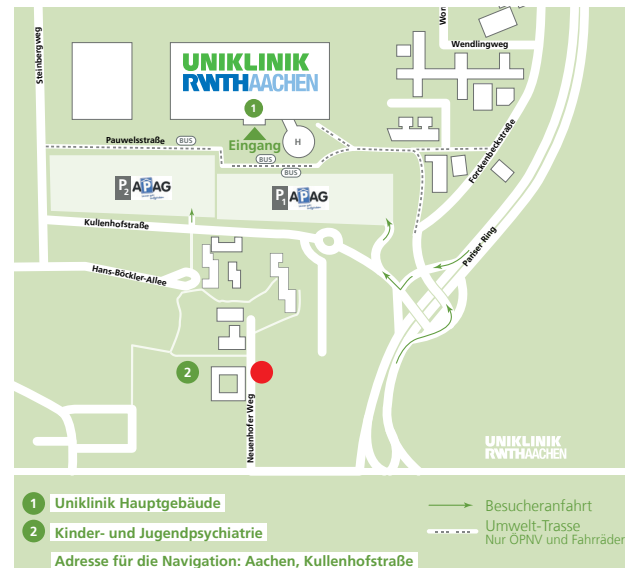 Steinbergweg
UNIKLINIK
RWTHAACHEN
1
Wendlingweg
Pauwelsstraße
BUS
Eingang
H
BUS
BUS
Forckenbeckstraße
P2 APAG
P1 APAG
Kullenhofstraße
Pariser Ring
Hans-Böckler-Allee
2
Neuenhofer Weg
UNIKLINIK
RWTHAACHEN
1 Uniklinik Hauptgebäude
Besucheranfahrt
2 Kinder- und Jugendpsychiatrie
Umwelt-Trasse
Nur ÖPNV und Fahrräder
Adresse für die Navigation: Aachen, Kullenhofstraße